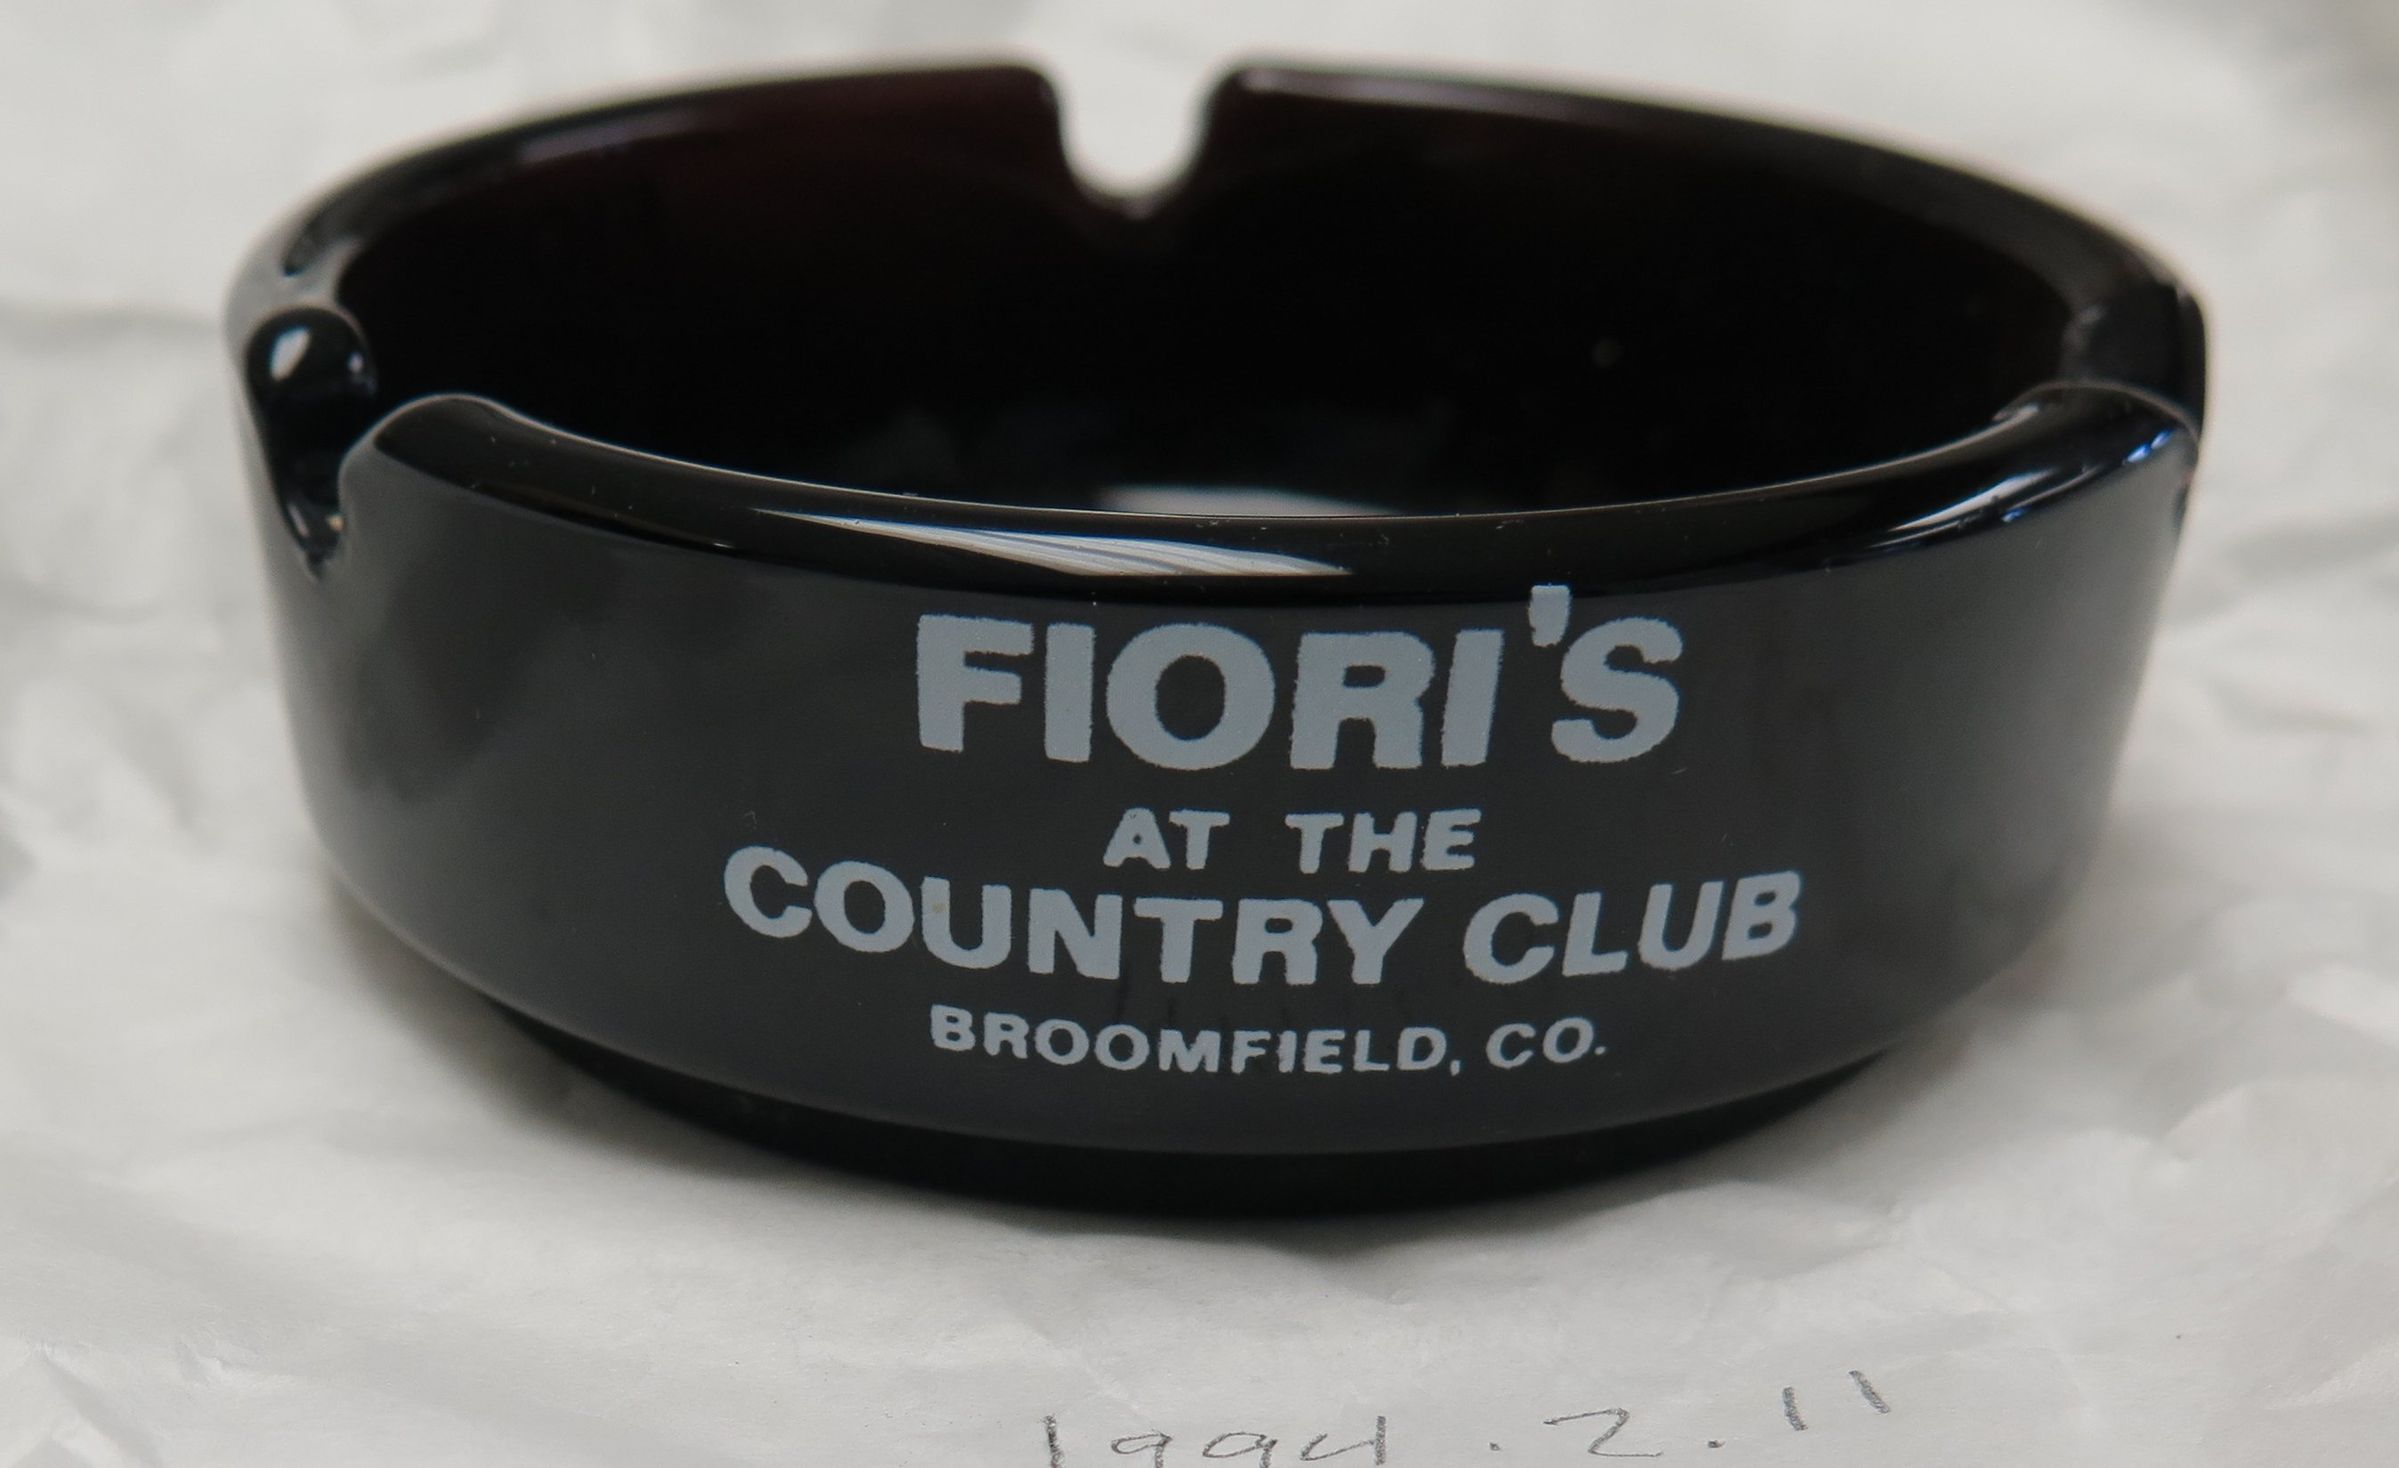 FIORI'S
AT THE
COUNTRY CLUB
BROOMFIELD, CO.
1994.2.11